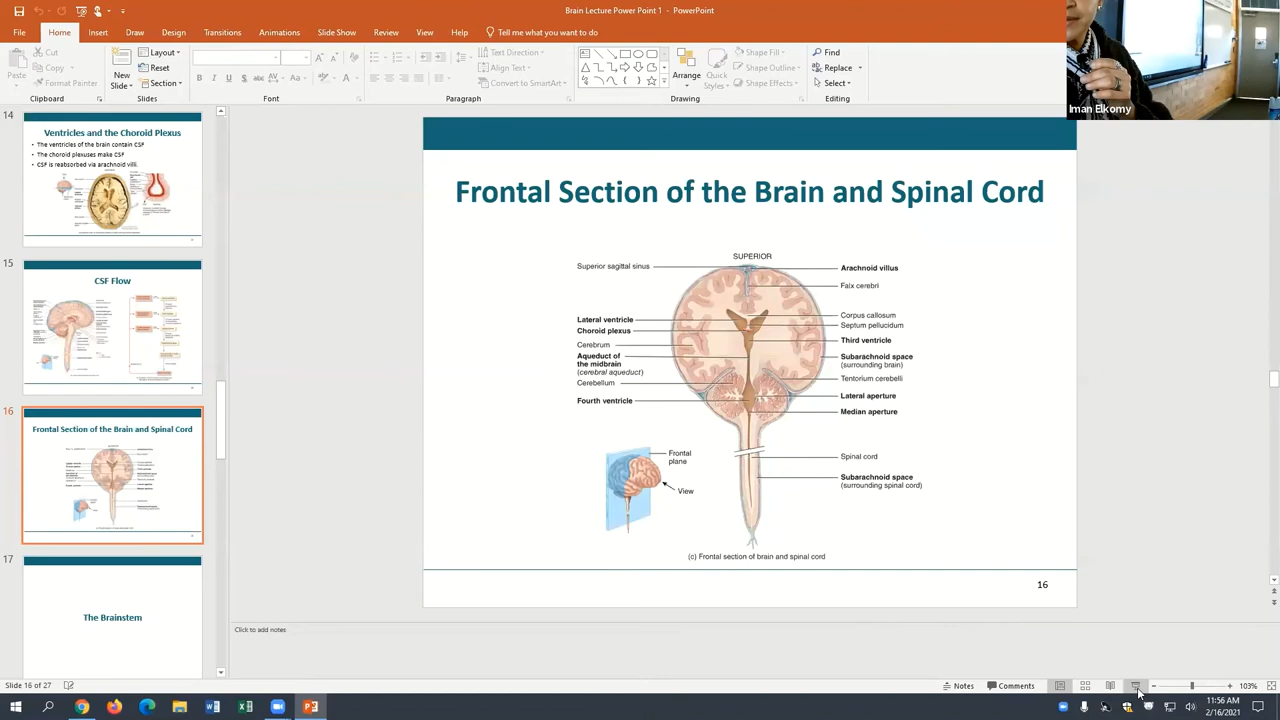 Brain Lecture Power Point 1 - PowerPoint
File Home Insert Draw Design Transitions Animations Slide Show Review View Help Tell me what you want to do
Paste
Cut
Copy
Format Painter
Clipboard
New
Slide
Layout
Reset
Section
Slides
Font
Text Direction
Align Text
Convert to SmartArt
Paragraph
Arrange
Quick
Styles
Shape Fill
Shape Outline
Shape Effects
Drawing
Find
Replace
Select
Editing
Iman Elkomy
14
Ventricles and the Choroid Plexus
• The ventricles of the brain contain CSF
• The choroid plexuses make CSF
• CSF is reabsorbed via arachnoid villi.
15
CSF Flow
16
Frontal Section of the Brain and Spinal Cord
17
The Brainstem
Frontal Section of the Brain and Spinal Cord
SUPERIOR
Superior sagittal sinus
Lateral ventricle
Choroid plexus
Cerebrum
Aqueduct of
the midbrain
(cerebral aqueduct)
Cerebellum
Fourth ventricle
Arachnoid villus
Falx cerebri
Corpus callosum
Septum pellucidum
Third ventricle
Subarachnoid space
(surrounding brain)
Tentorium cerebelli
Lateral aperture
Median aperture
Spinal cord
Subarachnoid space
(surrounding spinal cord)
Frontal
plane
View
(c) Frontal section of brain and spinal cord
16
Click to add notes
Slide 16 of 27
Notes
Comments
103%
11:56 AM
2/16/2021